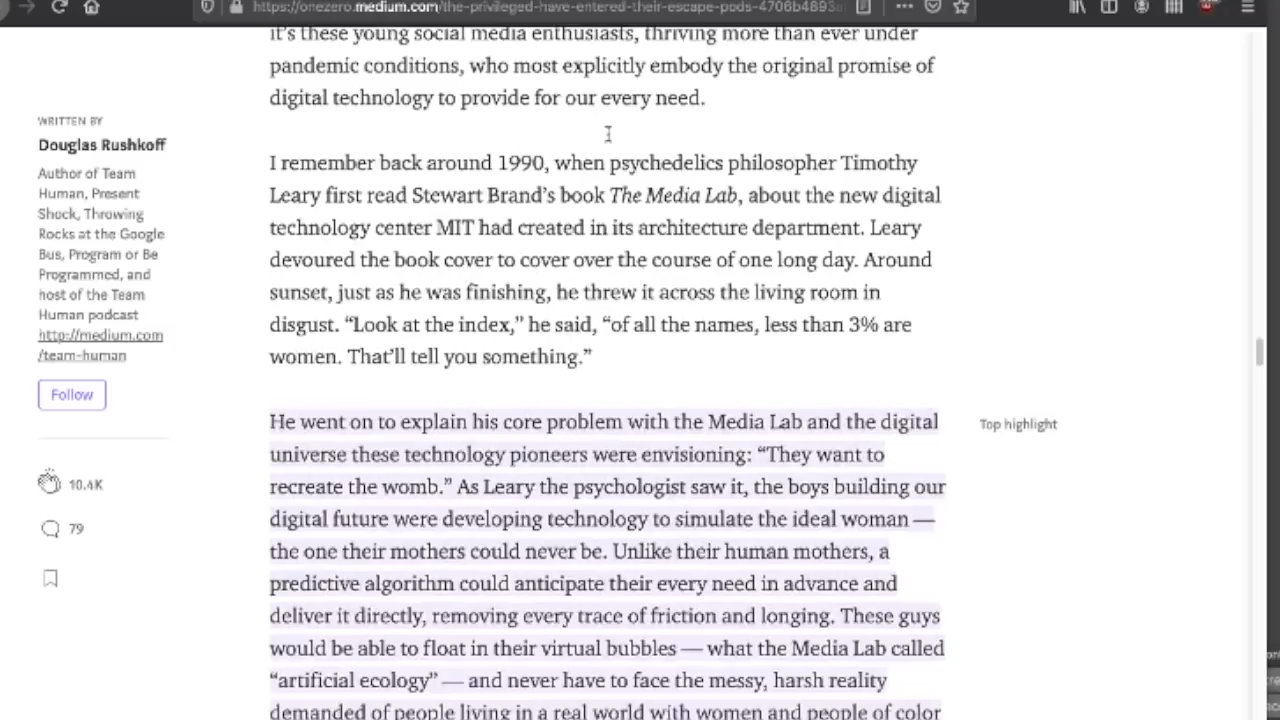 https://onezero.medium.com/the-privileged-have-entered-their-escape-pods-4706b4893a
it's these young social media enthusiasts, thriving more than ever under
pandemic conditions, who most explicitly embody the original promise of
digital technology to provide for our every need.
WRITTEN BY
Douglas Rushkoff
Author of Team
Human, Present
Shock, Throwing
Rocks at the Google
Bus, Program or Be
Programmed, and
host of the Team
Human podcast
http://medium.com
/team-human
Follow
10.4K
79
I remember back around 1990, when psychedelics philosopher Timothy
Leary first read Stewart Brand’s book The Media Lab, about the new digital
technology center MIT had created in its architecture department. Leary
devoured the book cover to cover over the course of one long day. Around
sunset, just as he was finishing, he threw it across the living room in
disgust. “Look at the index,” he said, “of all the names, less than 3% are
women. That’ll tell you something.”
He went on to explain his core problem with the Media Lab and the digital
universe these technology pioneers were envisioning: “They want to
recreate the womb.” As Leary the psychologist saw it, the boys building our
digital future were developing technology to simulate the ideal woman —
the one their mothers could never be. Unlike their human mothers, a
predictive algorithm could anticipate their every need in advance and
deliver it directly, removing every trace of friction and longing. These guys
would be able to float in their virtual bubbles — what the Media Lab called
“artificial ecology” — and never have to face the messy, harsh reality
demanded of people living in a real world with women and people of color
Top highlight